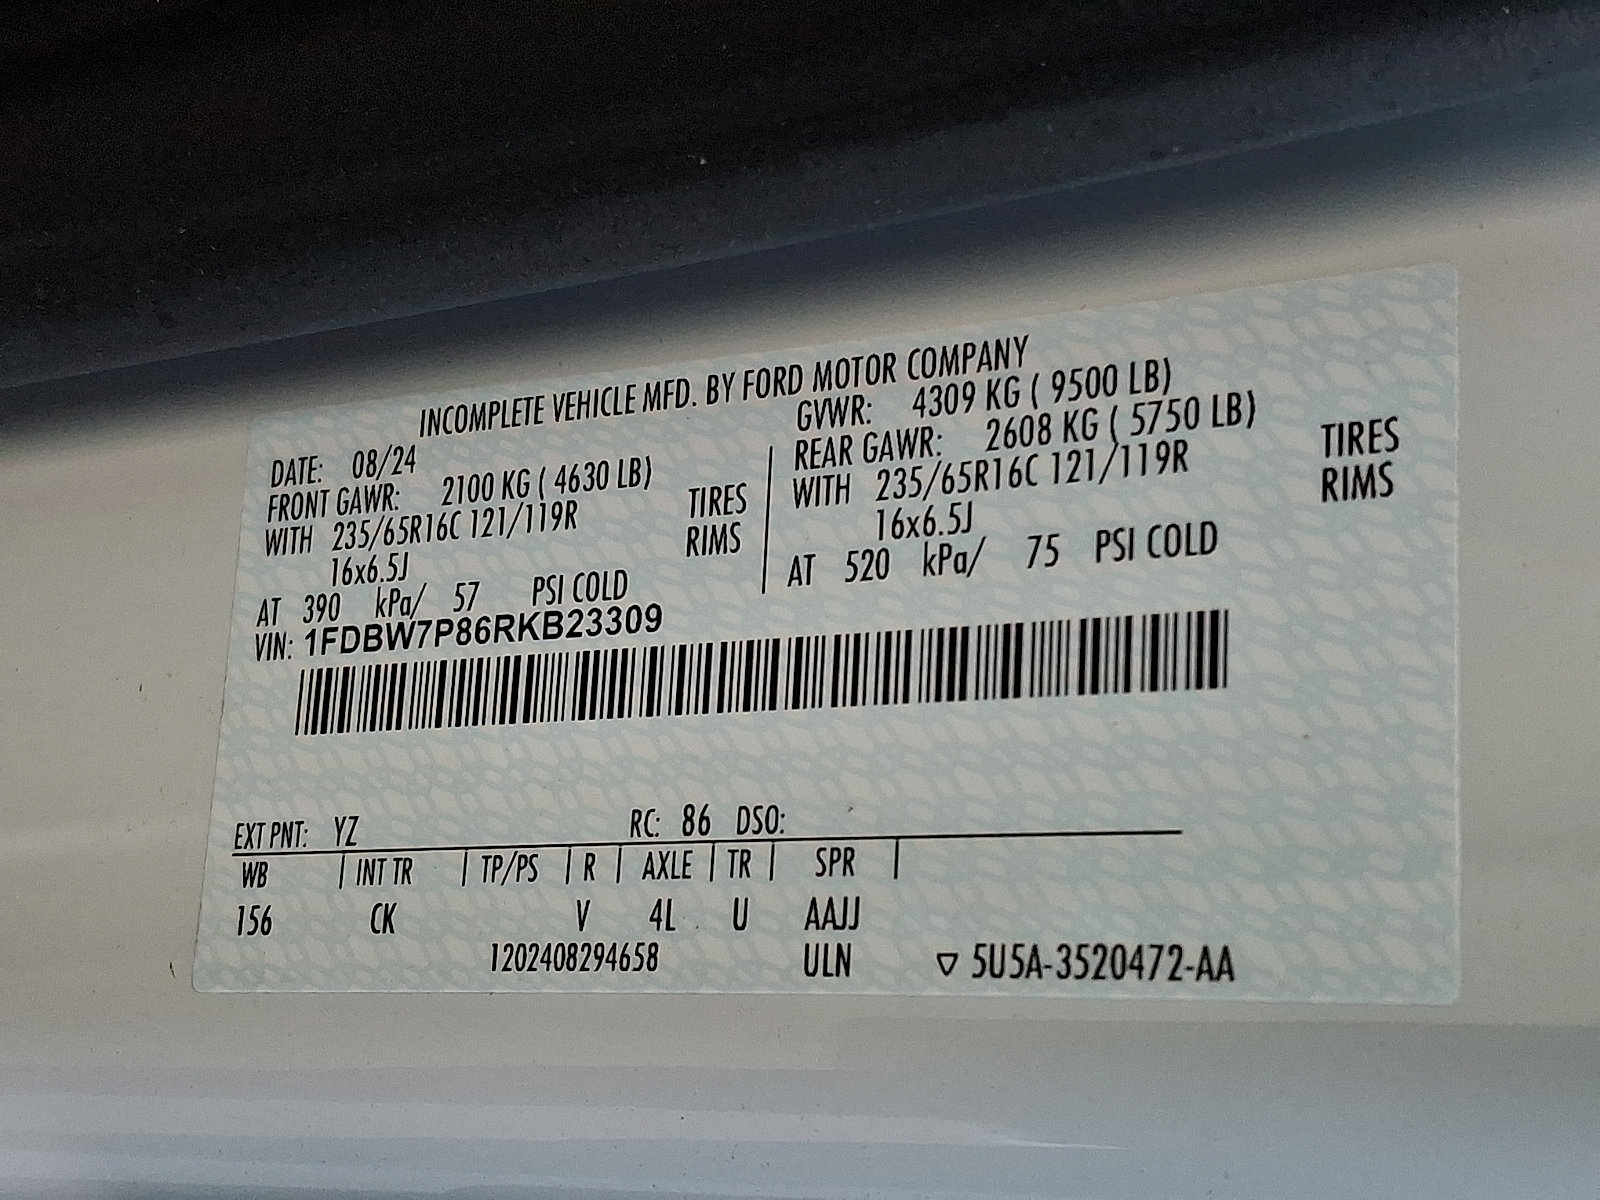 INCOMPLETE VEHICLE MFD. BY FORD MOTOR COMPANY
DATE: 08/24
GVWR: 4309 KG ( 9500 LB)
FRONT GAWR: 2100 KG ( 4630 LB)
REAR GAWR: 2608 KG ( 5750 LB)
WITH 235/65R16C 121/119R TIRES
WITH 235/65R16C 121/119R TIRES
16x6.5J RIMS
16x6.5J RIMS
AT 390 kPa/ 57 PSI COLD
AT 520 kPa/ 75 PSI COLD
VIN: 1FDBW7P86RKB23309
EXT PNT: YZ RC: 86 DSO:
WB | INT TR | TP/PS | R | AXLE | TR | SPR |
156 CK V 4L U AAJJ
1202408294658 ULN ▽ 5U5A-3520472-AA